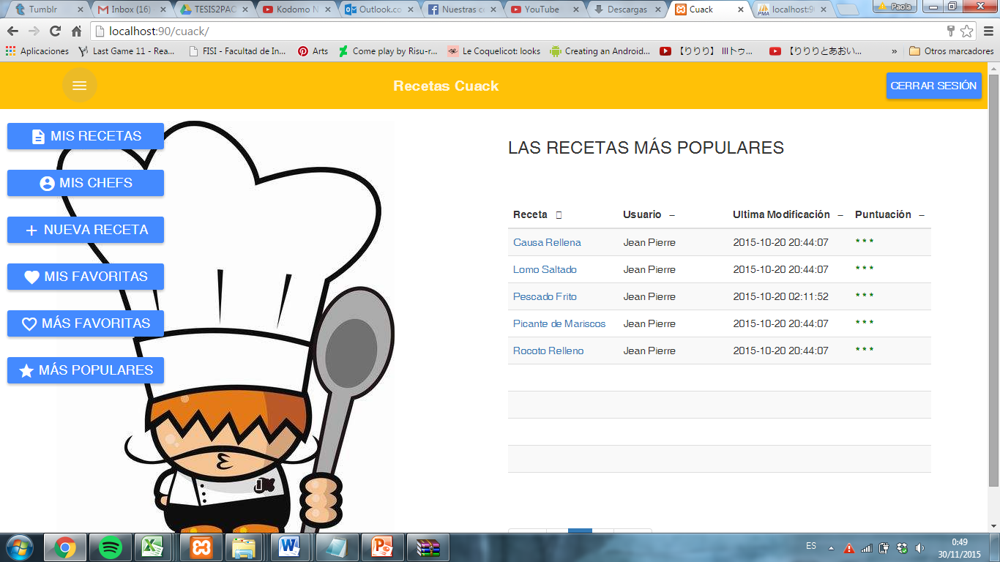 Tumblr
Inbox (16)
TESIS2PAC
Kodomo N
Outlook.co
Nuestras ce
YouTube
Descargas
Cuack
localhost:90
Paola
localhost:90/cuack/
Aplicaciones
Last Game 11 - Rea...
FISI - Facultad de In...
Arts
Come play by Risu-r...
Le Coquelicot: looks
Creating an Android...
【りりり】 IIIトゥ...
【りりりとあおい...
»
Otros marcadores
Recetas Cuack
CERRAR SESIÓN
MIS RECETAS
MIS CHEFS
NUEVA RECETA
MIS FAVORITAS
MÁS FAVORITAS
MÁS POPULARES
LAS RECETAS MÁS POPULARES
Receta Usuario – Ultima Modificación – Puntuación –
Causa Rellena Jean Pierre 2015-10-20 20:44:07 * * *
Lomo Saltado Jean Pierre 2015-10-20 20:44:07 * * *
Pescado Frito Jean Pierre 2015-10-20 02:11:52 * * *
Picante de Mariscos Jean Pierre 2015-10-20 20:44:07 * * *
Rocoto Relleno Jean Pierre 2015-10-20 20:44:07 * * *
ES
0:49
30/11/2015